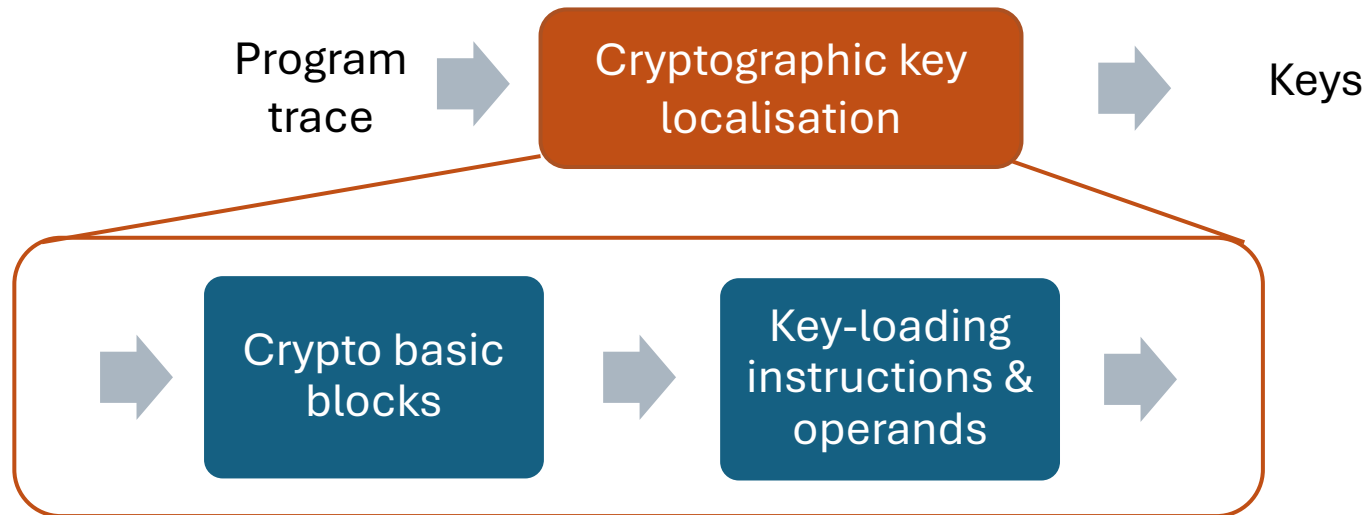 Program
trace
Cryptographic key
localisation
Keys
Crypto basic
blocks
Key-loading
instructions &
operands